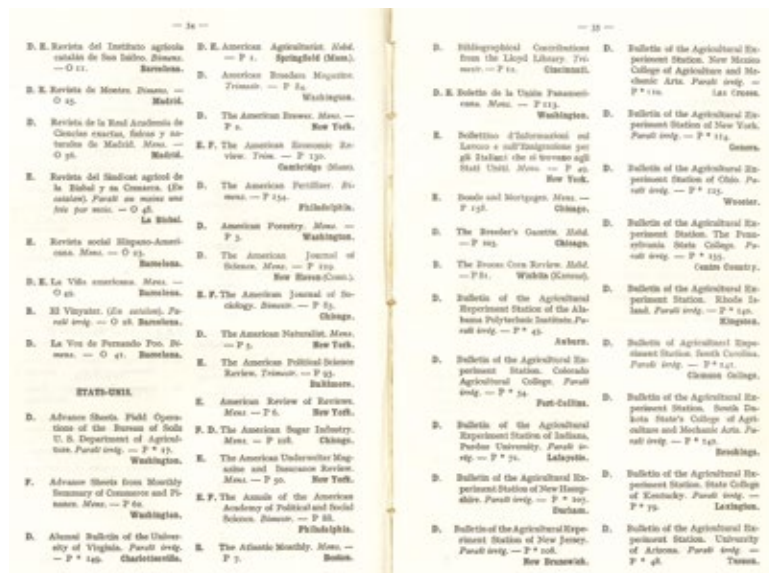 — 34 —
D. E. Revista del Instituto agricola
catalán de San Isidro. Bimens.
— O 11. Barcelona.
D. E. Revista de Montes. Bimens. —
O 25. Madrid.
D. Revista de la Real Academia de
Ciencias exactas, fisicas y na-
turales de Madrid. Mens. —
O 36. Madrid.
E. Revista del Sindicat agricol de
la Bisbal y sa Comarca. (En
catalan). Paraît au moins une
fois par mois. — O 48.
La Bisbal.
E. Revista social Hispano-Ameri-
cana. Mens. — O 23.
Barcelona.
D. E. La Viña americana. Mens. —
Barcelona.
E. El Vinyater. (En catalan). Pa-
raît irrég. — O 28. Barcelona.
D. La Voz de Fernando Poo. Bi-
mens. — O 41. Barcelona.
ETATS-UNIS.
D. Advance Sheets. Field Opera-
tions of the Bureau of Soils
U. S. Department of Agricul-
ture. Paraît irrég. — P * 17.
Washington.
F. Advance Sheets from Monthly
Summary of Commerce and Fi-
nance. Mens. — P 62.
Washington.
D. Alumni Bulletin of the Univer-
sity of Virginia. Paraît irrég.
— P * 149. Charlottesville.
D. E. American Agriculturist. Hebd.
— P 1. Springfield (Mass.).
D. American Breeders Magazine.
Trimestr. — P 84.
Washington.
D. The American Brewer. Mens. —
P 2. New York.
E. F. The American Economic Re-
view. Trim. — P 130.
Cambridge (Mass).
D. The American Fertilizer. Bi-
mens. — P 154.
Philadelphia.
D. American Forestry. Mens. —
P 3. Washington.
D. The American Journal of
Science. Mens. — P 129.
New Haven (Conn.).
E. F. The American Journal of So-
ciology. Bimestr. — P 83.
Chicago.
D. The American Naturalist. Mens.
— P 5. New York.
E. The American Political Science
Review. Trimestr. — P 93.
Baltimore.
E. American Review of Reviews.
Mens. — P 6. New York.
F. D. The American Sugar Industry.
Mens. — P 108. Chicago.
E. The American Underwriter Mag-
azine and Insurance Review.
Mens. — P 50. New York.
E. F. The Annals of the American
Academy of Political and Social
Science. Bimestr. — P 88.
Philadelphia.
E. The Atlantic Monthly. Mens. —
P 7. Boston.
— 35 —
D. Bibliographical Contributions
from the Lloyd Library. Tri-
mestr. — P 61. Cincinnati.
D. E. Boletin de la Unión Panameri-
cana. Mens. — P 113.
Washington.
E. Bollettino d'Informazioni sul
Lavoro e sull'Emigrazione per
gli Italiani che si trovano agli
Stati Uniti. Mens. — P 49.
New York.
E. Bonds and Mortgages. Mens. —
P 138. Chicago.
D. The Breeder's Gazette. Hebd.
— P 103. Chicago.
D. The Broom Corn Review. Hebd.
— P 81. Wichita (Kansas).
D. Bulletin of the Agricultural
Experiment Station of the Ala-
bama Polytechnic Institute. Pa-
raît irrég. — P * 43.
Auburn.
D. Bulletin of the Agricultural Ex-
periment Station. Colorado
Agricultural College. Paraît
irrég. — P * 54.
Fort-Collins.
D. Bulletin of the Agricultural
Experiment Station of Indiana,
Purdue University. Paraît ir-
rég. — P * 71. Lafayette.
D. Bulletin of the Agricultural Ex-
periment Station of New Hamp-
shire. Paraît irrég. — P * 107.
Durham.
D. Bulletin of the Agricultural Expe-
riment Station of New Jersey.
Paraît irrég. — P * 108.
New Brunswick.
D. Bulletin of the Agricultural Ex-
periment Station. New Mexico
College of Agriculture and Me-
chanic Arts. Paraît irrég. —
P * 110. Las Cruces.
D. Bulletin of the Agricultural Ex-
periment Station of New York.
Paraît irrég. — P * 114.
Geneva.
D. Bulletin of the Agricultural Ex-
periment Station of Ohio. Pa-
raît irrég. — P * 125.
Wooster.
D. Bulletin of the Agricultural Ex-
periment Station. The Penn-
sylvania State College. Pa-
raît irrég. — P * 135.
Centre Country.
D. Bulletin of the Agricultural Ex-
periment Station. Rhode Is-
land. Paraît irrég. — P * 140.
Kingston.
D. Bulletin of the Agricultural Expe-
riment Station. South Carolina.
Paraît irrég. — P * 141.
Clemson College.
D. Bulletin of the Agricultural Ex-
periment Station. South Da-
kota State's College of Agri-
culture and Mechanic Arts. Pa-
raît irrég. — P * 142.
Brookings.
D. Bulletin of the Agricultural Ex-
periment Station. State College
of Kentucky. Paraît irrég. —
P * 79. Lexington.
D. Bulletin of the Agricultural Ex-
periment Station. University
of Arizona. Paraît irrég. —
P * 48. Tucson.